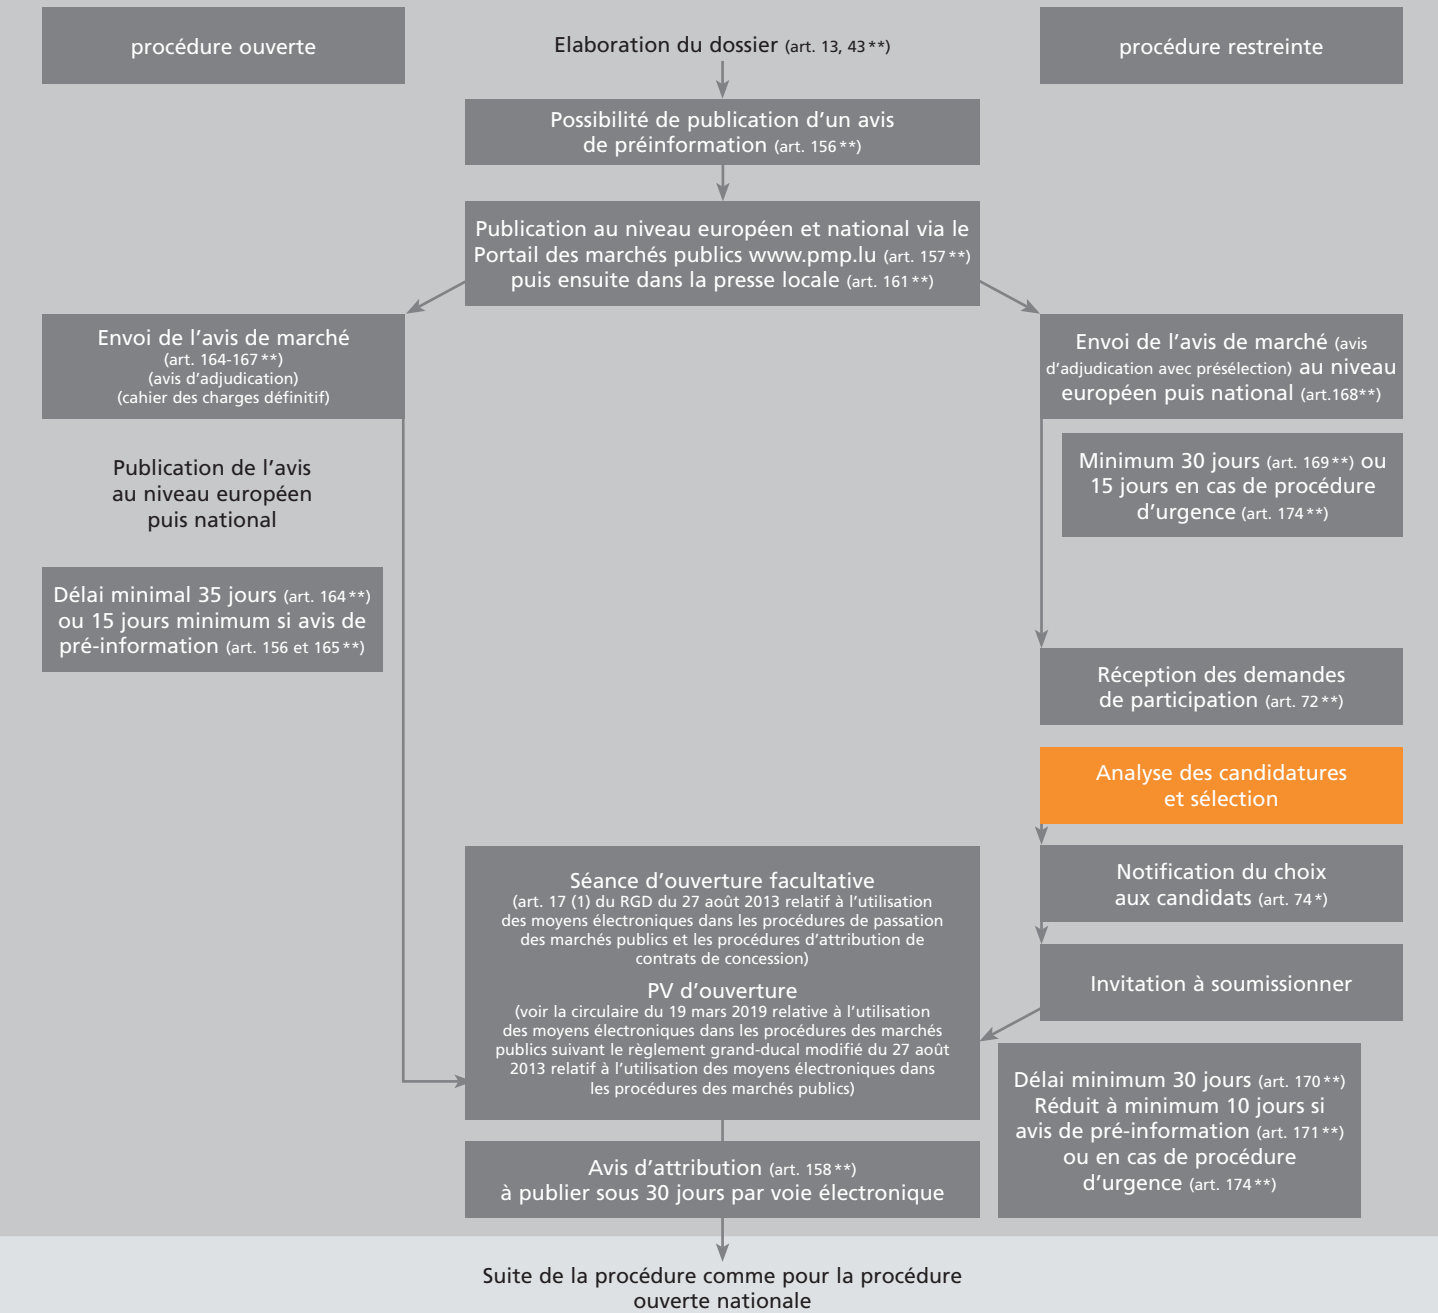 procédure ouverte
Elaboration du dossier (art. 13, 43**)
procédure restreinte
Possibilité de publication d’un avis
de préinformation (art. 156**)
Publication au niveau européen et national via le
Portail des marchés publics www.pmp.lu (art. 157**)
puis ensuite dans la presse locale (art. 161**)
Envoi de l’avis de marché
(art. 164-167**)
(avis d’adjudication)
(cahier des charges définitif)
Publication de l’avis
au niveau européen
puis national
Délai minimal 35 jours (art. 164**)
ou 15 jours minimum si avis de
pré-information (art. 156 et 165**)
Envoi de l’avis de marché (avis
d’adjudication avec présélection) au niveau
européen puis national (art.168**)
Minimum 30 jours (art. 169**) ou
15 jours en cas de procédure
d’urgence (art. 174**)
Réception des demandes
de participation (art. 72**)
Analyse des candidatures
et sélection
Notification du choix
aux candidats (art. 74*)
Invitation à soumissionner
Délai minimum 30 jours (art. 170**)
Réduit à minimum 10 jours si
avis de pré-information (art. 171**)
ou en cas de procédure
d’urgence (art. 174**)
Séance d’ouverture facultative
(art. 17 (1) du RGD du 27 août 2013 relatif à l’utilisation
des moyens électroniques dans les procédures de passation
des marchés publics et les procédures d’attribution de
contrats de concession)
PV d’ouverture
(voir la circulaire du 19 mars 2019 relative à l’utilisation
des moyens électroniques dans les procédures des marchés
publics suivant le règlement grand-ducal modifié du 27 août
2013 relatif à l’utilisation des moyens électroniques dans
les procédures des marchés publics)
Avis d’attribution (art. 158**)
à publier sous 30 jours par voie électronique
Suite de la procédure comme pour la procédure
ouverte nationale